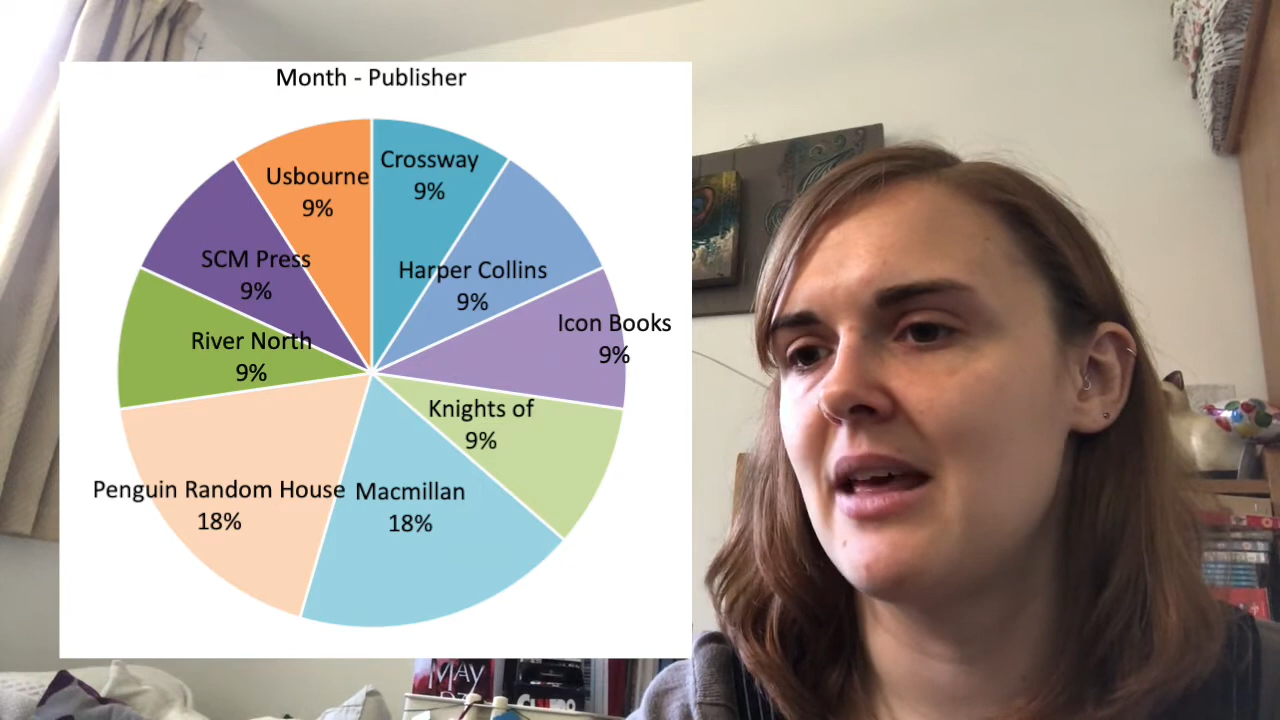 Month - Publisher
Crossway
9%
Harper Collins
9%
Icon Books
9%
Knights of
9%
Macmillan
18%
Penguin Random House
18%
River North
9%
SCM Press
9%
Usbourne
9%
MAY